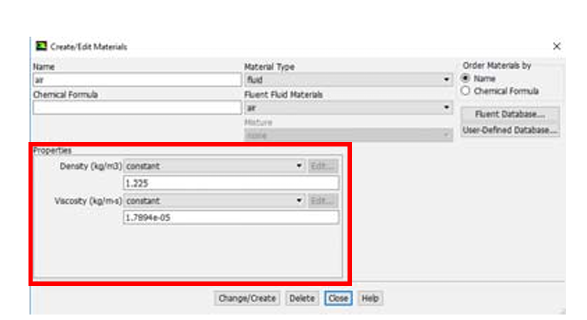 Create/Edit Materials
Name
air
Material Type
fluid
Order Materials by
Name
Chemical Formula
Chemical Formula
Fluent Fluid Materials
air
Mixture
none
Fluent Database...
User-Defined Database...
Properties
Density (kg/m3) constant Edit...
1.225
Viscosity (kg/m-s) constant Edit...
1.7894e-05
Change/Create Delete Close Help